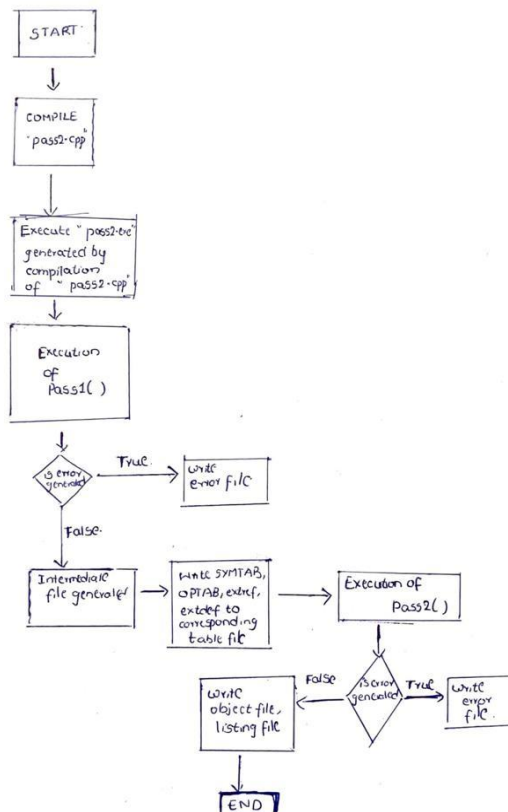 START
COMPILE
"pass2.cpp"
Execute "pass2.exe"
generated by
compilation
of "pass2.cpp"
Execution
of
Pass1( )
is error
generated
True.
write
error file
False.
Intermediate
file generated
Write SYMTAB,
OPTAB, extref,
extdef to
corresponding
table file
Execution of
Pass2( )
is error
generated
False
True
write
object file,
listing file
write
error
file.
END